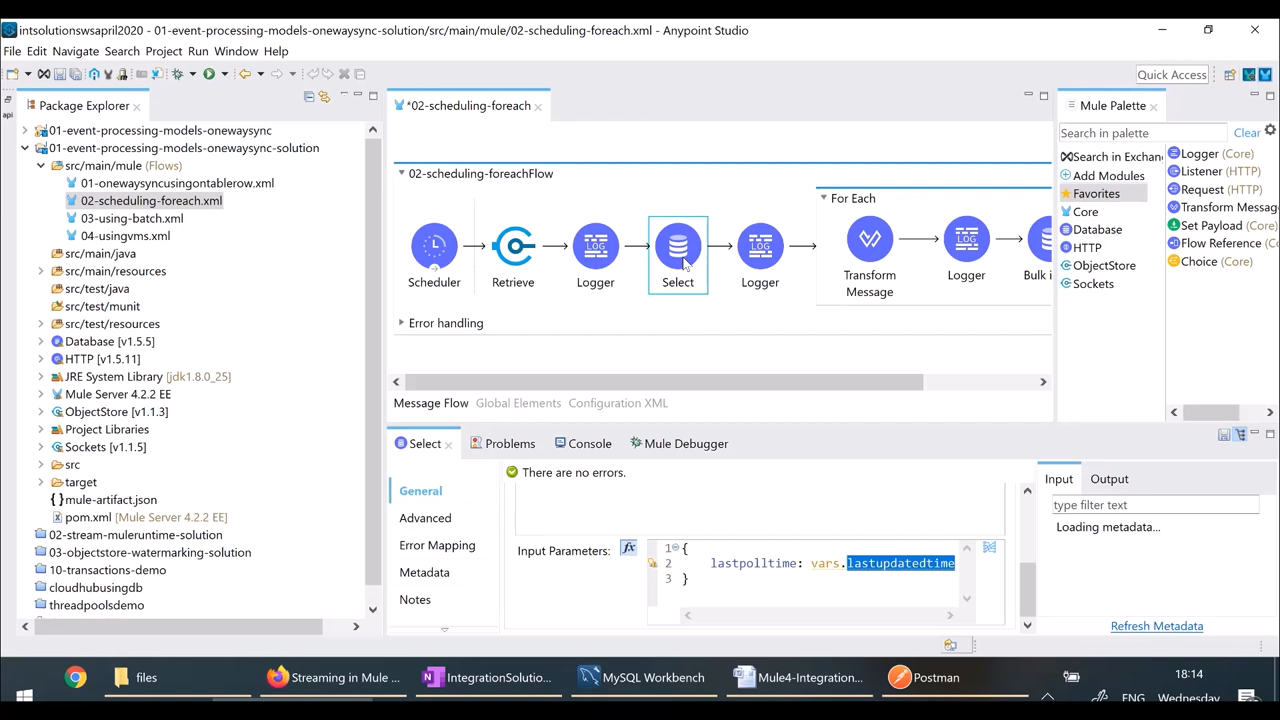 intsolutionswsapril2020 - 01-event-processing-models-onewaysync-solution/src/main/mule/02-scheduling-foreach.xml - Anypoint Studio
File Edit Navigate Search Project Run Window Help
Quick Access
Package Explorer
01-event-processing-models-onewaysync
01-event-processing-models-onewaysync-solution
src/main/mule (Flows)
01-onewaysyncusingontablerow.xml
02-scheduling-foreach.xml
03-using-batch.xml
04-usingvms.xml
src/main/java
src/main/resources
src/test/java
src/test/munit
src/test/resources
Database [v1.5.5]
HTTP [v1.5.11]
JRE System Library [jdk1.8.0_25]
Mule Server 4.2.2 EE
ObjectStore [v1.1.3]
Project Libraries
Sockets [v1.1.5]
src
target
mule-artifact.json
pom.xml [Mule Server 4.2.2 EE]
02-stream-muleruntime-solution
03-objectstore-watermarking-solution
10-transactions-demo
cloudhubusingdb
threadpoolsdemo
api
*02-scheduling-foreach
02-scheduling-foreachFlow
For Each
LOG LOG LOG
Scheduler Retrieve Logger Select Logger Transform Message Logger Bulk i
Error handling
Message Flow Global Elements Configuration XML
Mule Palette
Search in palette Clear
Search in Exchan
Add Modules
Favorites
Core
Database
HTTP
ObjectStore
Sockets
Logger (Core)
Listener (HTTP)
Request (HTTP)
Transform Messag
Set Payload (Core)
Flow Reference (C
Choice (Core)
Select Problems Console Mule Debugger
There are no errors.
General
Advanced
Error Mapping
Metadata
Notes
Input Parameters: fx
1 {
2 lastpolltime: vars.lastupdatedtime
3 }
Input Output
type filter text
Loading metadata...
Refresh Metadata
files
Streaming in Mule ...
IntegrationSolutio...
MySQL Workbench
Mule4-Integration...
Postman
18:14
ENG Wednesday